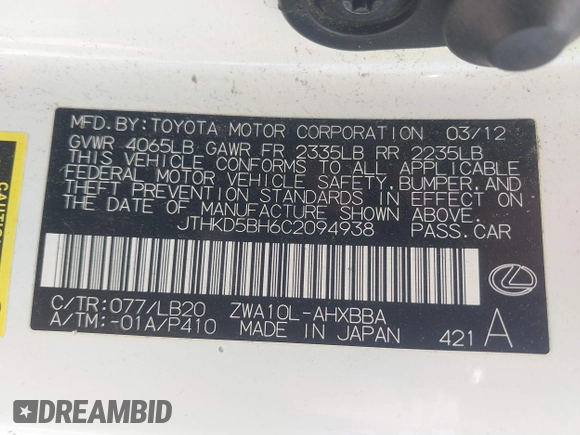 MFD.BY:TOYOTA MOTOR CORPORATION 03/12
GVWR 4065LB GAWR FR 2335LB RR 2235LB
THIS VEHICLE CONFORMS TO ALL APPLICABLE
FEDERAL MOTOR VEHICLE SAFETY,BUMPER,AND
THEFT PREVENTION STANDARDS IN EFFECT ON
THE DATE OF MANUFACTURE SHOWN ABOVE.
JTHKD5BH6C2094938 PASS.CAR
C/TR:077/LB20 ZWA10L-AHXBBA
A/TM:-01A/P410 MADE IN JAPAN 421 A
DREAMBID